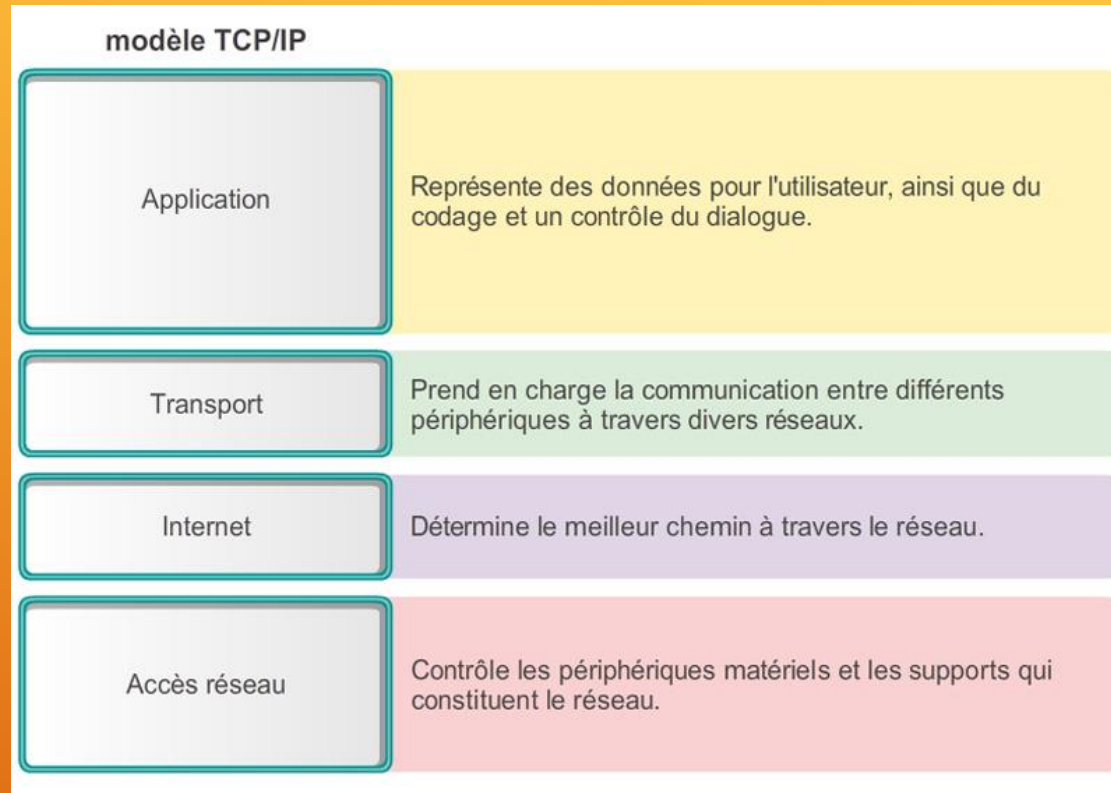 modèle TCP/IP
Application
Représente des données pour l'utilisateur, ainsi que du
codage et un contrôle du dialogue.
Transport
Prend en charge la communication entre différents
périphériques à travers divers réseaux.
Internet
Détermine le meilleur chemin à travers le réseau.
Accès réseau
Contrôle les périphériques matériels et les supports qui
constituent le réseau.